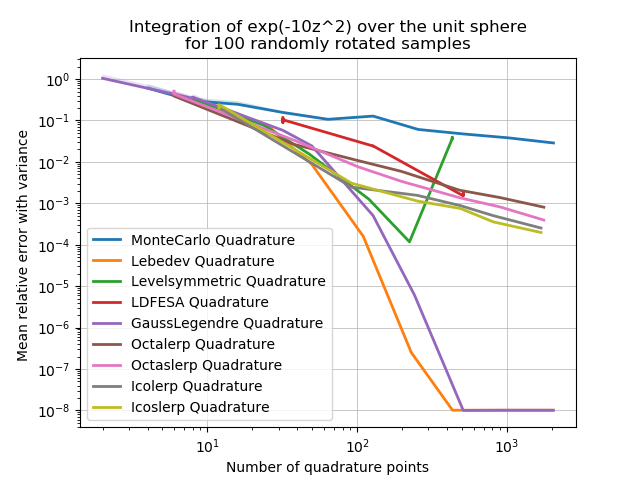 Integration of exp(-10z^2) over the unit sphere
for 100 randomly rotated samples
Mean relative error with variance
10^0
10^−1
10^−2
10^−3
10^−4
10^−5
10^−6
10^−7
10^−8
MonteCarlo Quadrature
Lebedev Quadrature
Levelsymmetric Quadrature
LDFESA Quadrature
GaussLegendre Quadrature
Octalerp Quadrature
Octaslerp Quadrature
Icolerp Quadrature
Icoslerp Quadrature
10^1 10^2 10^3
Number of quadrature points